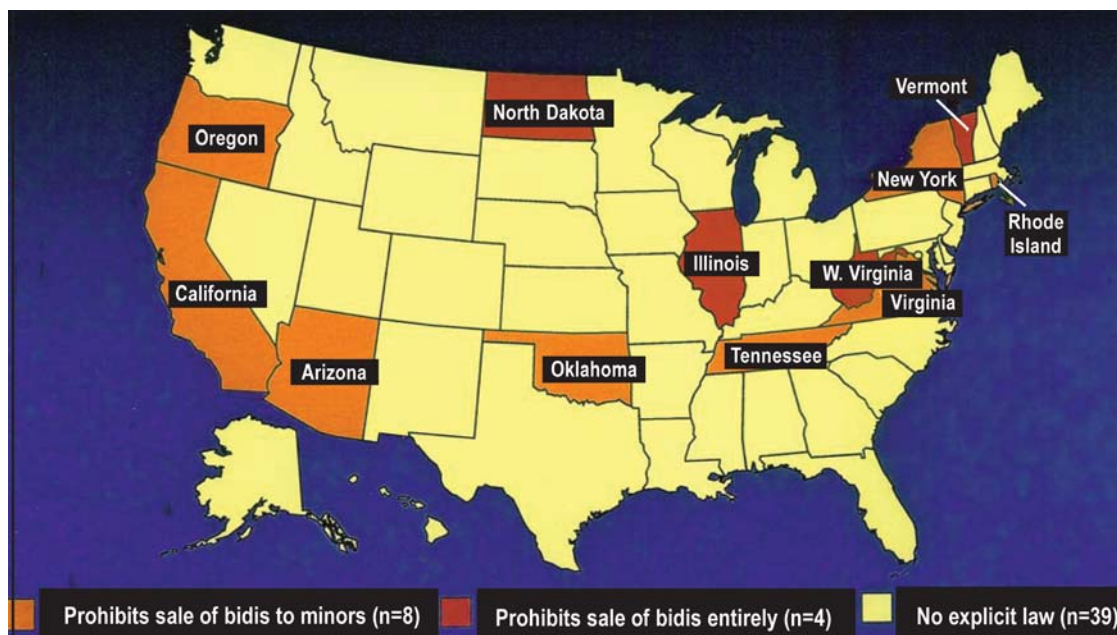 Vermont
North Dakota
Oregon
New York
Rhode
Island
Illinois
W. Virginia
California
Virginia
Tennessee
Oklahoma
Arizona
Prohibits sale of bidis to minors (n=8)
Prohibits sale of bidis entirely (n=4)
No explicit law (n=39)